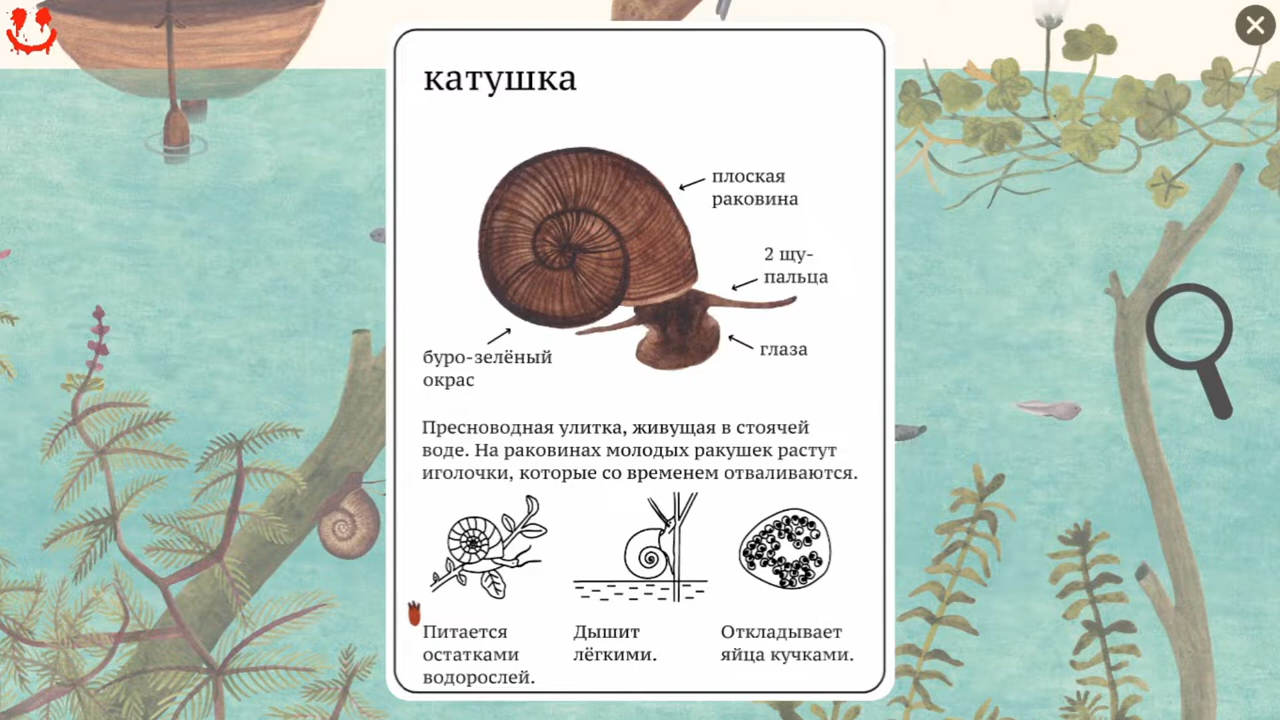 катушка
плоская
раковина
2 щу-
пальца
глаза
буро-зелёный
окрас
Пресноводная улитка, живущая в стоячей
воде. На раковинах молодых ракушек растут
иголочки, которые со временем отваливаются.
Питается
остатками
водорослей.
Дышит
лёгкими.
Откладывает
яйца кучками.